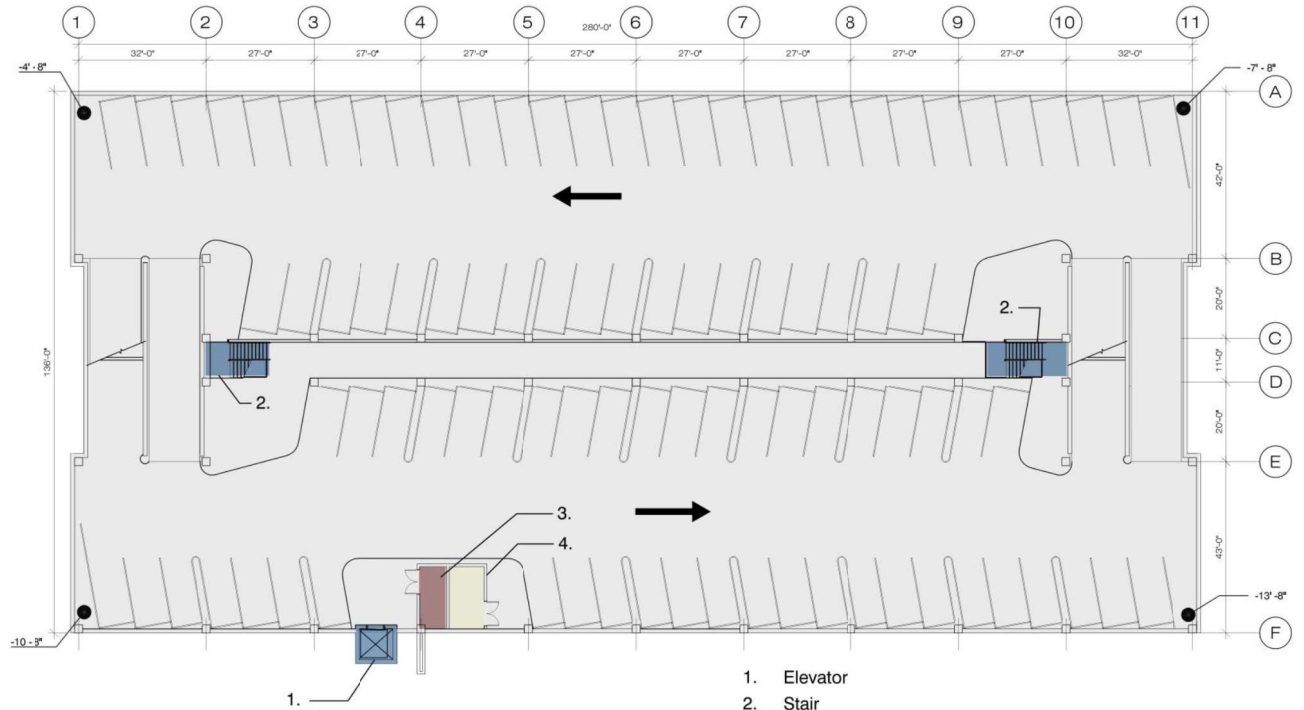 1 2 3 4 5 6 7 8 9 10 11
280'-0"
32'-0" 27'-0" 27'-0" 27'-0" 27'-0" 27'-0" 27'-0" 27'-0" 27'-0" 32'-0"
-4' - 8"
-7' - 8"
A
42'-0"
B
20'-0"
2.
C
136'-0"
11'-0"
D
2.
20'-0"
E
3.
4.
43'-0"
-13' -8"
-10 - 8"
F
1.
1. Elevator
2. Stair